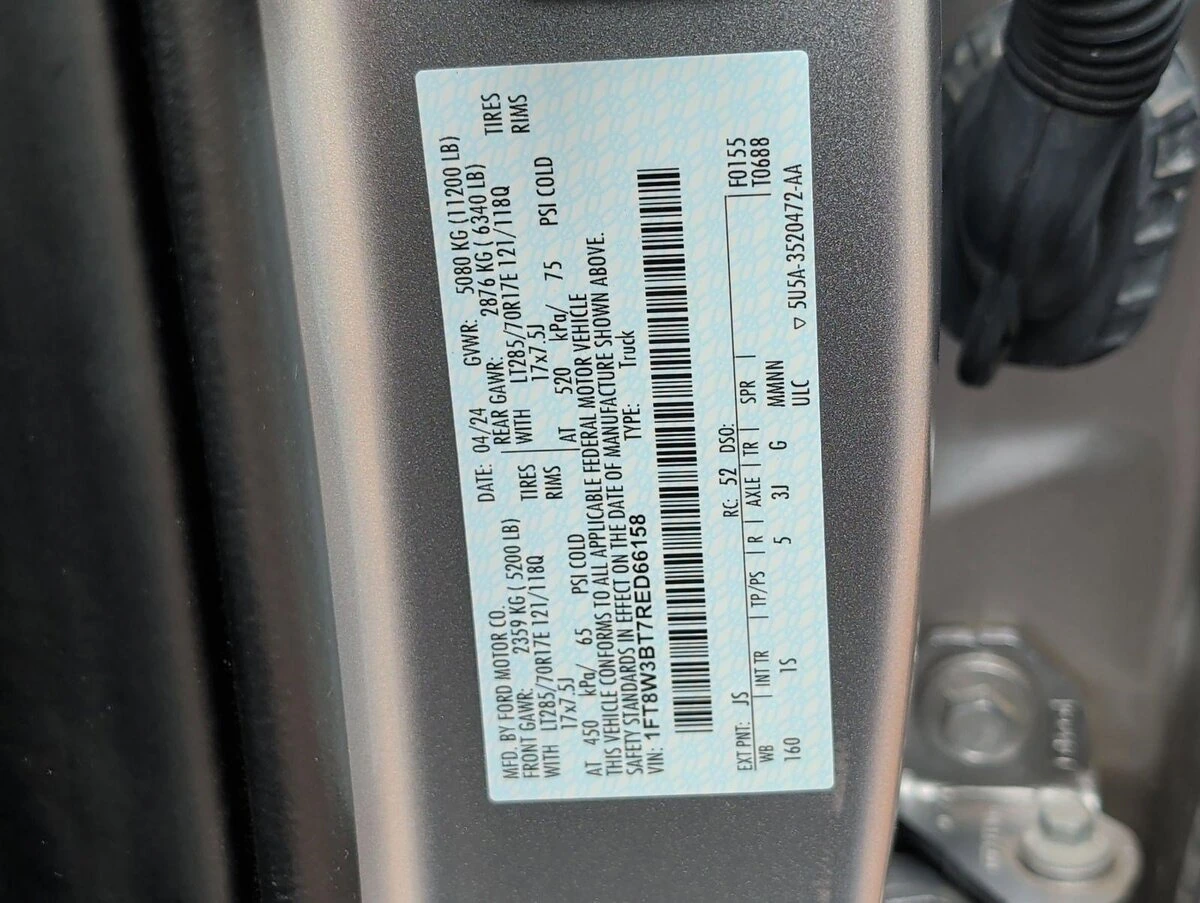 MFD. BY FORD MOTOR CO.
DATE: 04/24 GVWR: 5080 KG (11200 LB)
FRONT GAWR: 2359 KG ( 5200 LB)
REAR GAWR: 2876 KG ( 6340 LB)
WITH LT285/70R17E 121/118Q TIRES
WITH LT285/70R17E 121/118Q TIRES
17x7.5J RIMS
17x7.5J RIMS
AT 450 kPa/ 65 PSI COLD
AT 520 kPa/ 75 PSI COLD
THIS VEHICLE CONFORMS TO ALL APPLICABLE FEDERAL MOTOR VEHICLE
SAFETY STANDARDS IN EFFECT ON THE DATE OF MANUFACTURE SHOWN ABOVE.
VIN: 1FT8W3BT7RED66158 TYPE: Truck
F0155
T0688
EXT PNT: JS RC: 52 DSO:
WB | INT TR | TP/PS | R | AXLE | TR | SPR |
160 1S 5 3J G MMNN
ULC ▽ 5U5A-3520472-AA